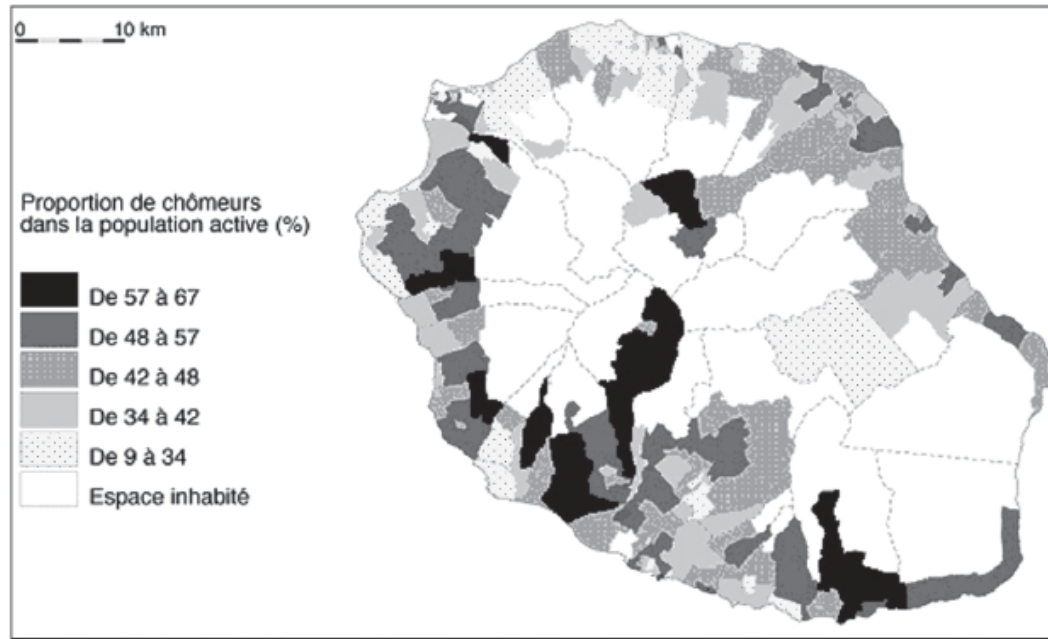 0 10 km
Proportion de chômeurs
dans la population active (%)
De 57 à 67
De 48 à 57
De 42 à 48
De 34 à 42
De 9 à 34
Espace inhabité